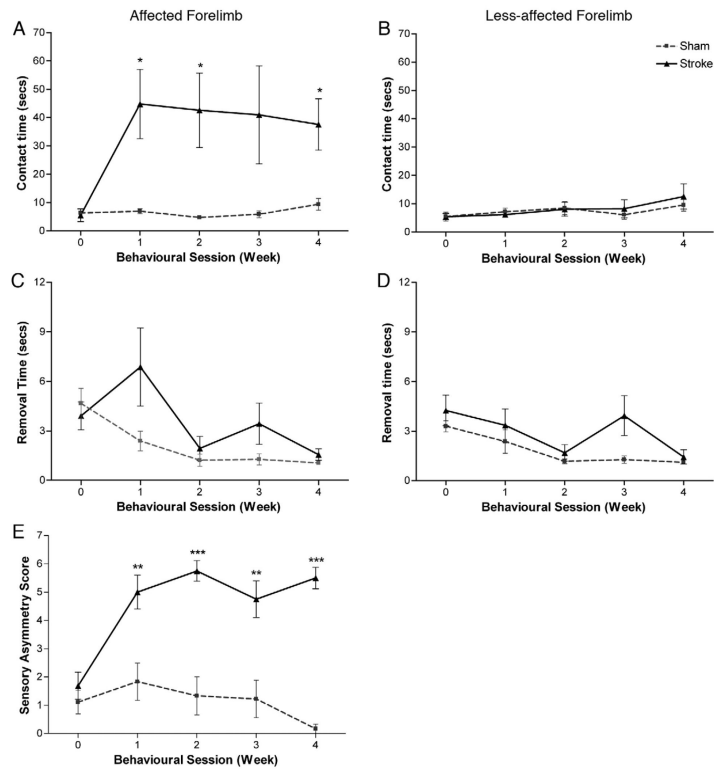 Affected Forelimb
Less-affected Forelimb
A
Contact time (secs)
70
60
50
40
30
20
10
0
*
*
*
0 1 2 3 4
Behavioural Session (Week)
B
Contact time (secs)
70
60
50
40
30
20
10
0
Sham
Stroke
0 1 2 3 4
Behavioural Session (Week)
C
Removal Time (secs)
12
9
6
3
0
0 1 2 3 4
Behavioural Session (Week)
D
Removal time (secs)
12
9
6
3
0
0 1 2 3 4
Behavioural Session (Week)
E
Sensory Asymmetry Score
7
6
5
4
3
2
1
0
**
***
**
***
0 1 2 3 4
Behavioural Session (Week)